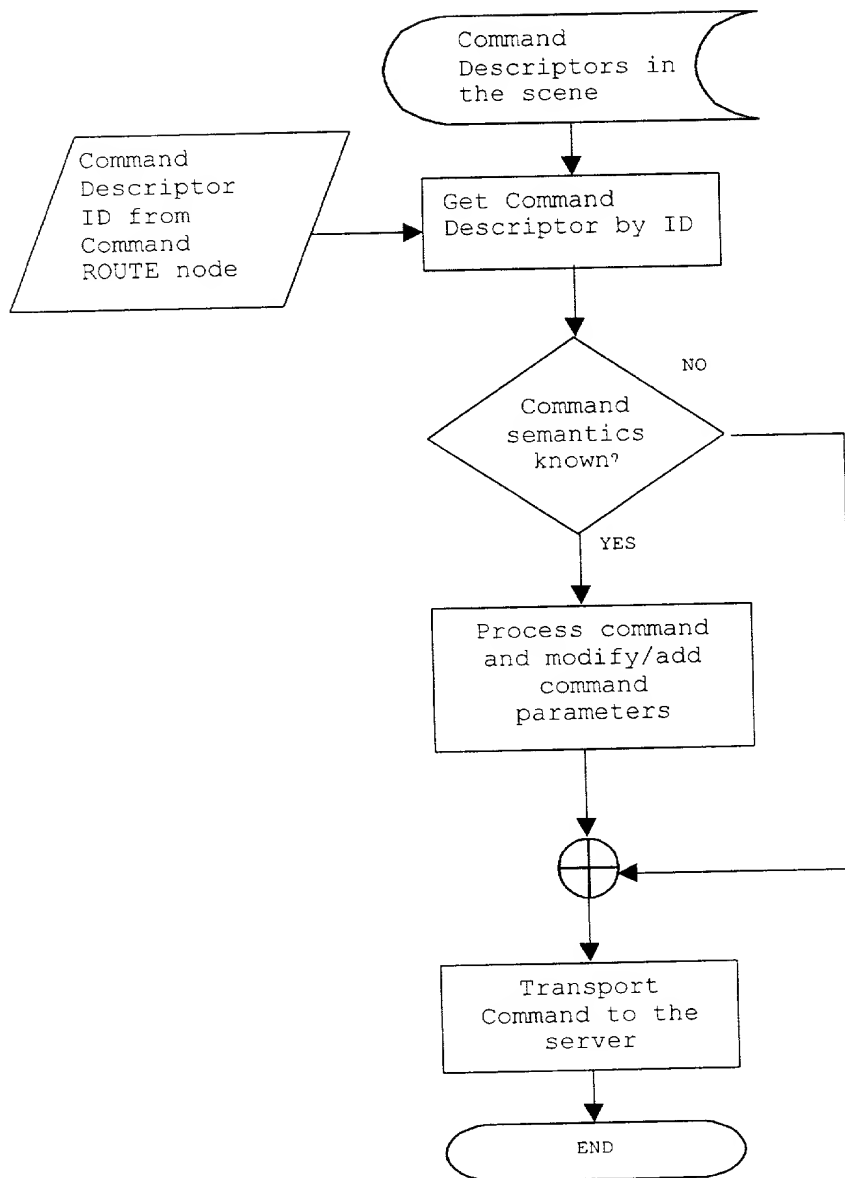 Command
Descriptors in
the scene
Command
Descriptor
ID from
Command
ROUTE node
Get Command
Descriptor by ID
NO
Command
semantics
known?
YES
Process command
and modify/add
command
parameters
Transport
Command to the
server
END